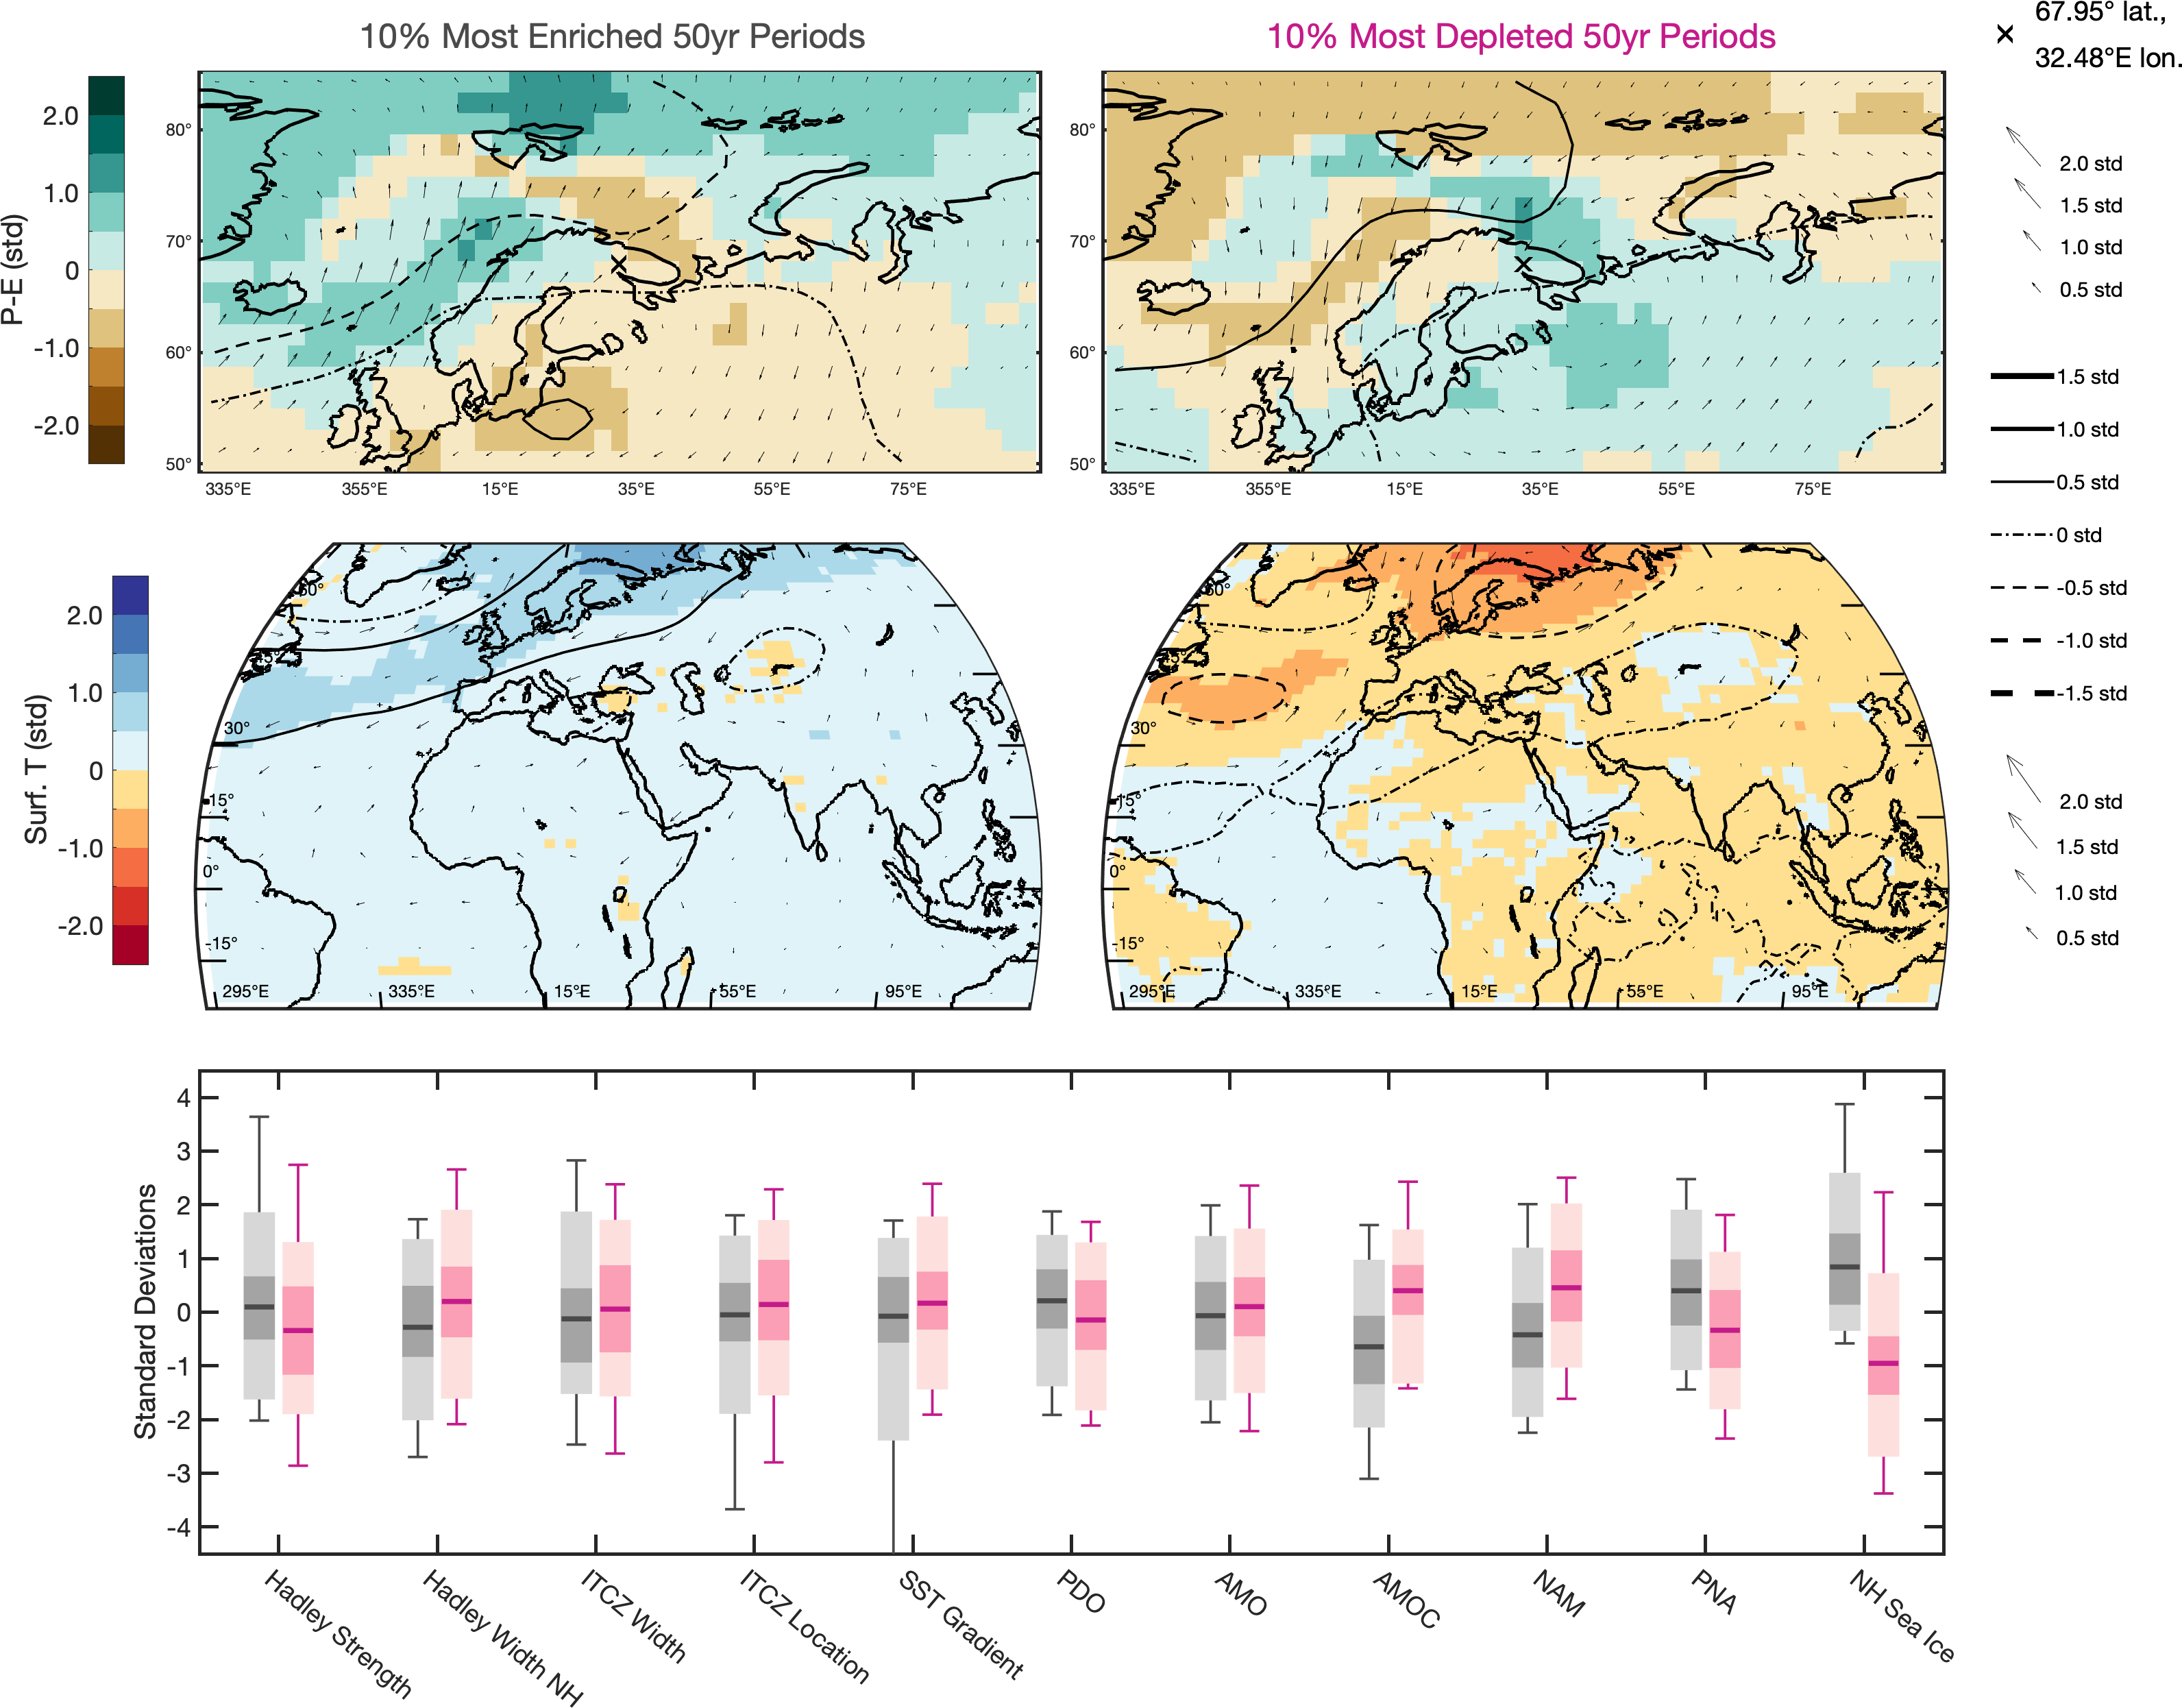 10% Most Enriched 50yr Periods
10% Most Depleted 50yr Periods
67.95° lat.,
32.48°E lon.
P-E (std)
2.0
1.0
0
-1.0
-2.0
80°
70°
60°
50°
335°E 355°E 15°E 35°E 55°E 75°E
80°
70°
60°
50°
335°E 355°E 15°E 35°E 55°E 75°E
2.0 std
1.5 std
1.0 std
0.5 std
1.5 std
1.0 std
0.5 std
0 std
-0.5 std
-1.0 std
-1.5 std
2.0 std
1.5 std
1.0 std
0.5 std
Surf. T (std)
2.0
1.0
0
-1.0
-2.0
30°
15°
0°
-15°
295°E 335°E 15°E 55°E 95°E
30°
15°
0°
-15°
295°E 335°E 15°E 55°E 95°E
Standard Deviations
4
3
2
1
0
-1
-2
-3
-4
Hadley Strength
Hadley Width NH
ITCZ Width
ITCZ Location
SST Gradient
PDO
AMO
AMOC
NAM
PNA
NH Sea Ice